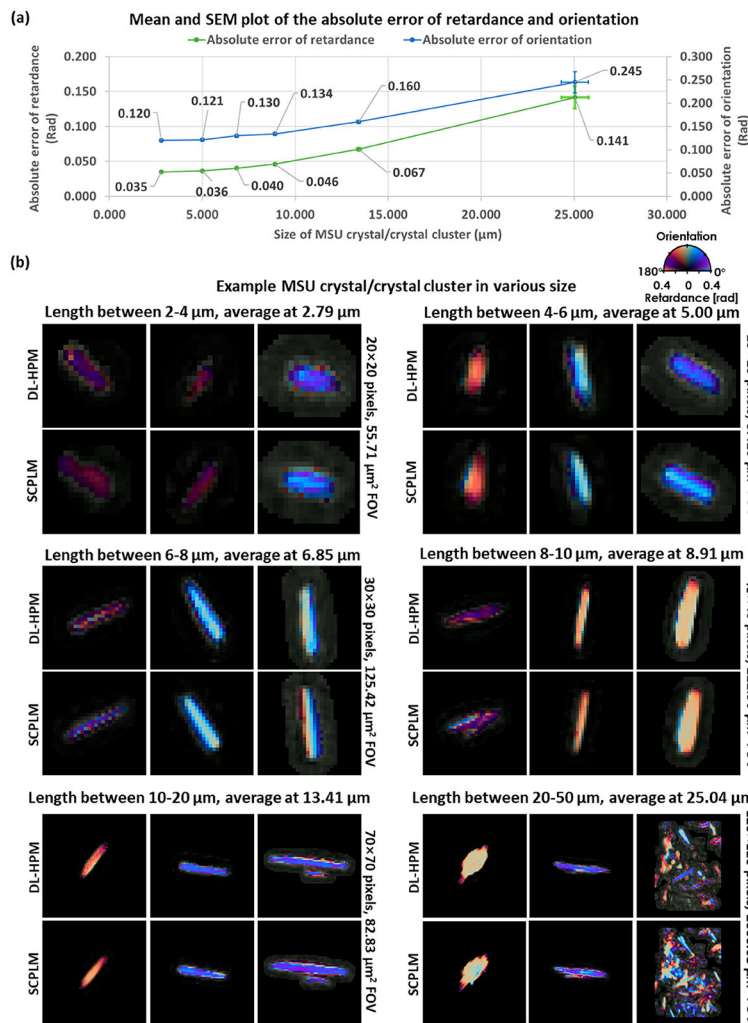 (a)
Mean and SEM plot of the absolute error of retardance and orientation
Absolute error of retardance
Absolute error of orientation
Absolute error of retardance
(Rad)
0.200
0.150
0.100
0.050
0.000
0.120
0.121
0.130
0.134
0.160
0.245
0.035
0.036
0.040
0.046
0.067
0.141
0.300
0.250
0.200
0.150
0.100
0.050
0.000
Absolute error of orientation
(Rad)
0.000
5.000
10.000
15.000
20.000
25.000
30.000
Size of MSU crystal/crystal cluster (µm)
Orientation
180°
0°
0.4
0
0.4
Retardance [rad]
(b)
Example MSU crystal/crystal cluster in various size
Length between 2-4 µm, average at 2.79 µm
DL-HPM
SCPLM
20×20 pixels, 55.71 µm² FOV
Length between 4-6 µm, average at 5.00 µm
DL-HPM
SCPLM
Length between 6-8 µm, average at 6.85 µm
DL-HPM
SCPLM
30×30 pixels, 125.42 µm² FOV
Length between 8-10 µm, average at 8.91 µm
DL-HPM
SCPLM
Length between 10-20 µm, average at 13.41 µm
DL-HPM
SCPLM
70×70 pixels, 82.83 µm² FOV
Length between 20-50 µm, average at 25.04 µm
DL-HPM
SCPLM